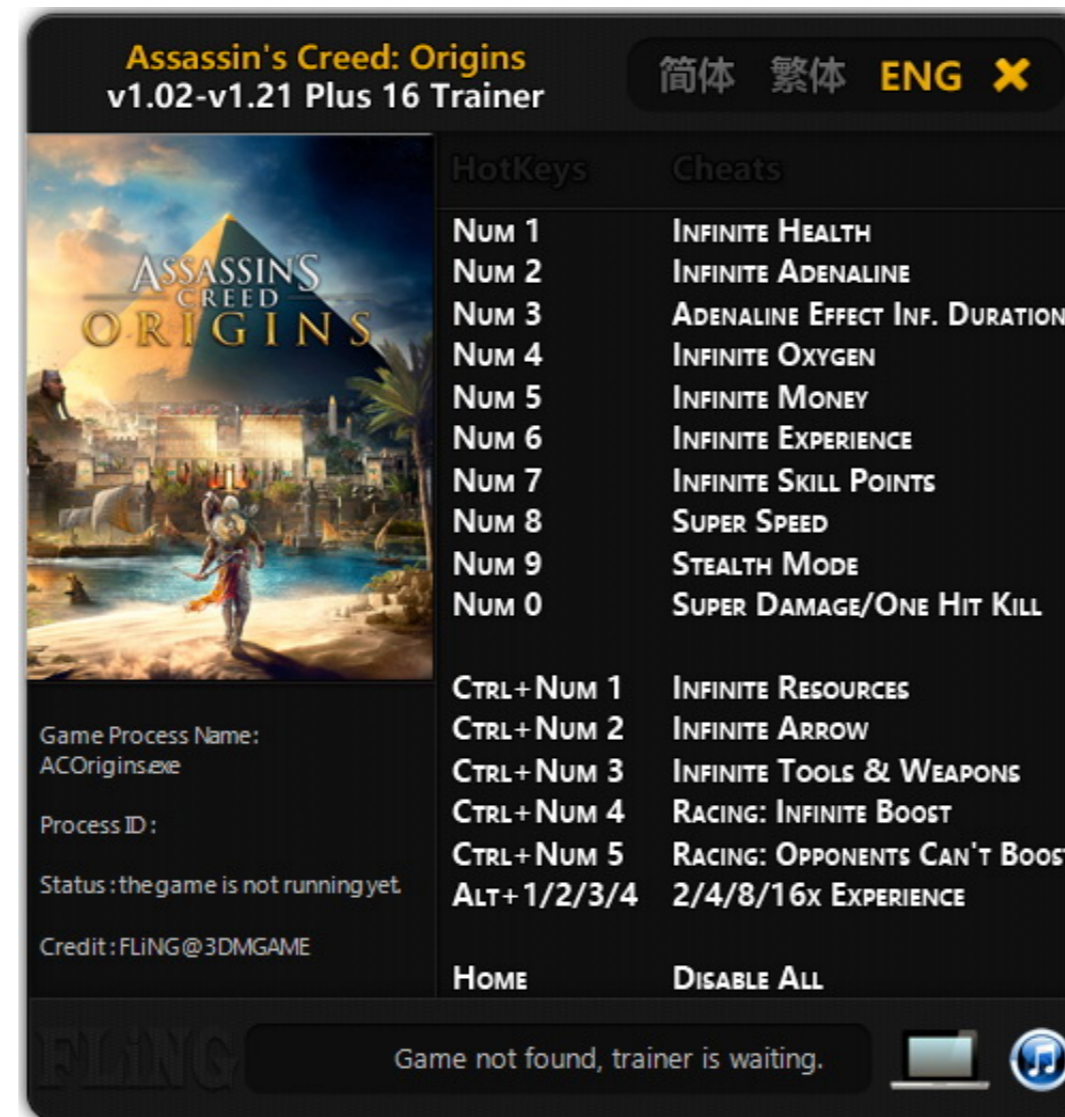 Assassin's Creed: Origins
v1.02-v1.21 Plus 16 Trainer
简体 繁体 ENG
ASSASSIN'S
CREED
ORIGINS
HotKeys Cheats
NUM 1 INFINITE HEALTH
NUM 2 INFINITE ADENALINE
NUM 3 ADENALINE EFFECT INF. DURATION
NUM 4 INFINITE OXYGEN
NUM 5 INFINITE MONEY
NUM 6 INFINITE EXPERIENCE
NUM 7 INFINITE SKILL POINTS
NUM 8 SUPER SPEED
NUM 9 STEALTH MODE
NUM 0 SUPER DAMAGE/ONE HIT KILL
CTRL+NUM 1 INFINITE RESOURCES
CTRL+NUM 2 INFINITE ARROW
CTRL+NUM 3 INFINITE TOOLS & WEAPONS
CTRL+NUM 4 RACING: INFINITE BOOST
CTRL+NUM 5 RACING: OPPONENTS CAN'T BOOST
ALT+1/2/3/4 2/4/8/16X EXPERIENCE
HOME DISABLE ALL
Game Process Name:
ACOrigins.exe
Process ID :
Status : the game is not running yet.
Credit : FLiNG@3DMGAME
FLiNG
Game not found, trainer is waiting.